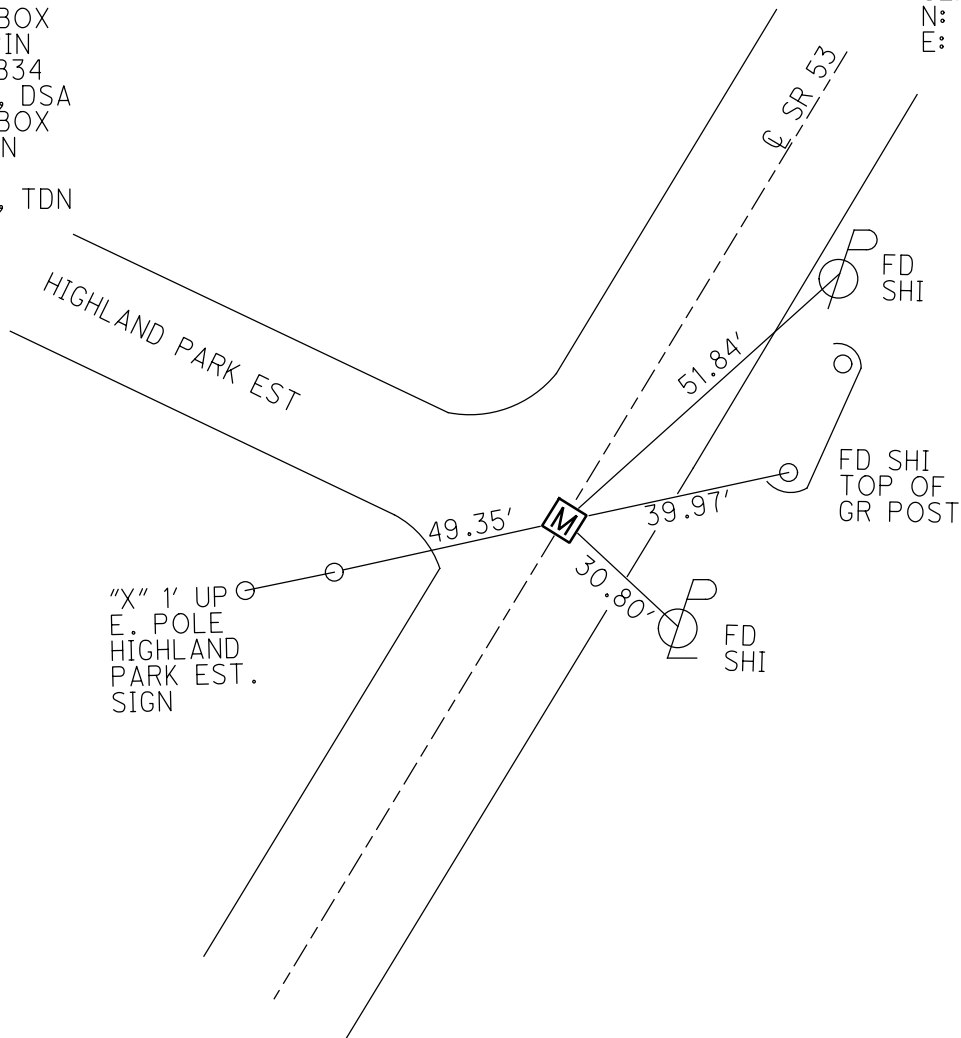 BOX
IN
834
, DSA
BOX
N
, TDN
N:
E:
℄ SR 53
HIGHLAND PARK EST
FD
SHI
51.84'
FD SHI
TOP OF
GR POST
39.97'
49.35'
M
30.80'
"X" 1' UP
E. POLE
HIGHLAND
PARK EST.
SIGN
FD
SHI